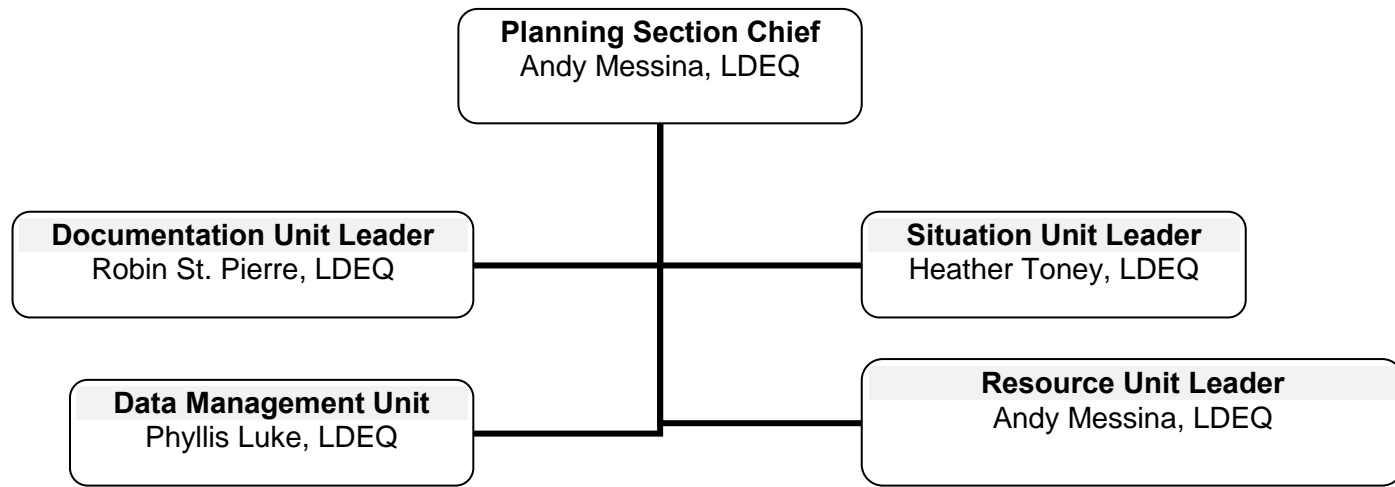 Planning Section Chief
Andy Messina, LDEQ
Documentation Unit Leader
Robin St. Pierre, LDEQ
Situation Unit Leader
Heather Toney, LDEQ
Data Management Unit
Phyllis Luke, LDEQ
Resource Unit Leader
Andy Messina, LDEQ